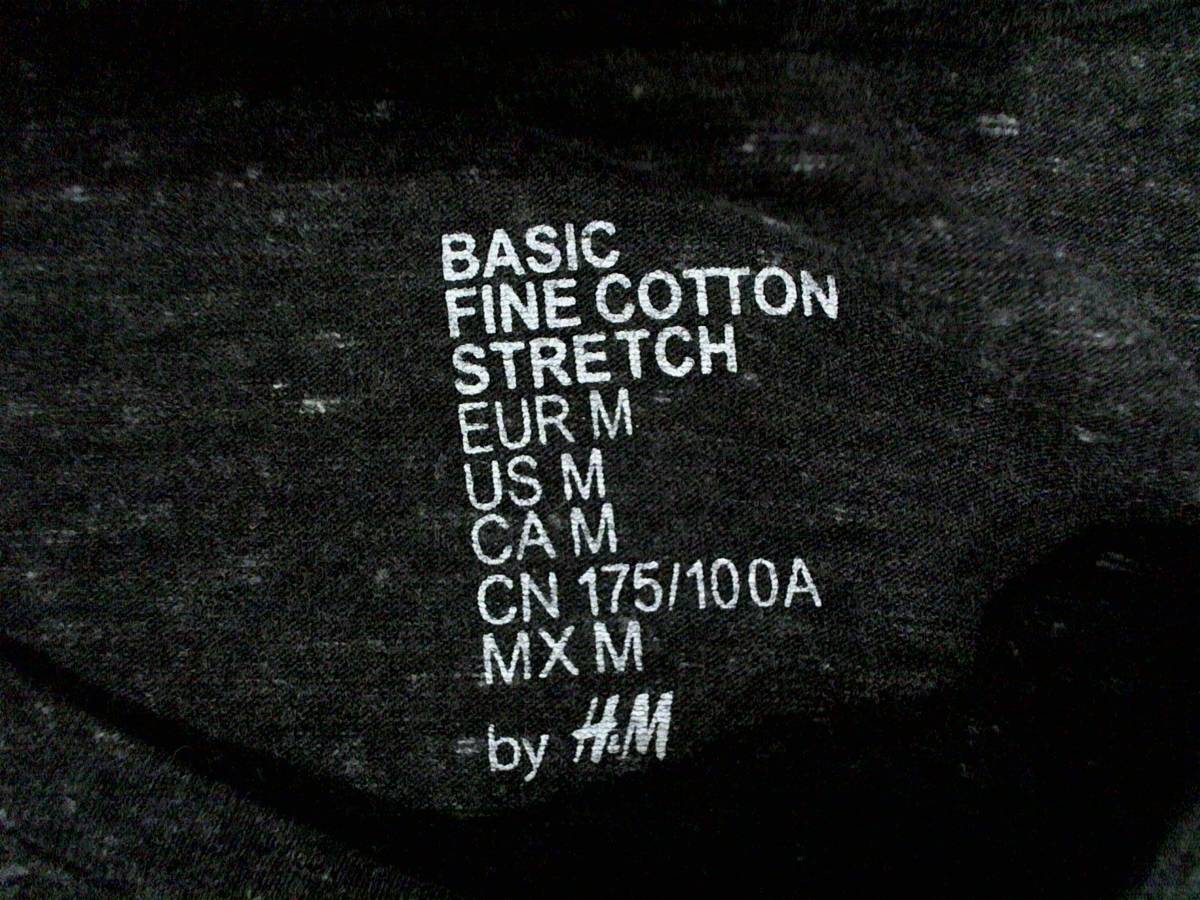 BASIC
FINE COTTON
STRETCH
EUR M
US M
CA M
CN 175/100A
MX M
by H&M